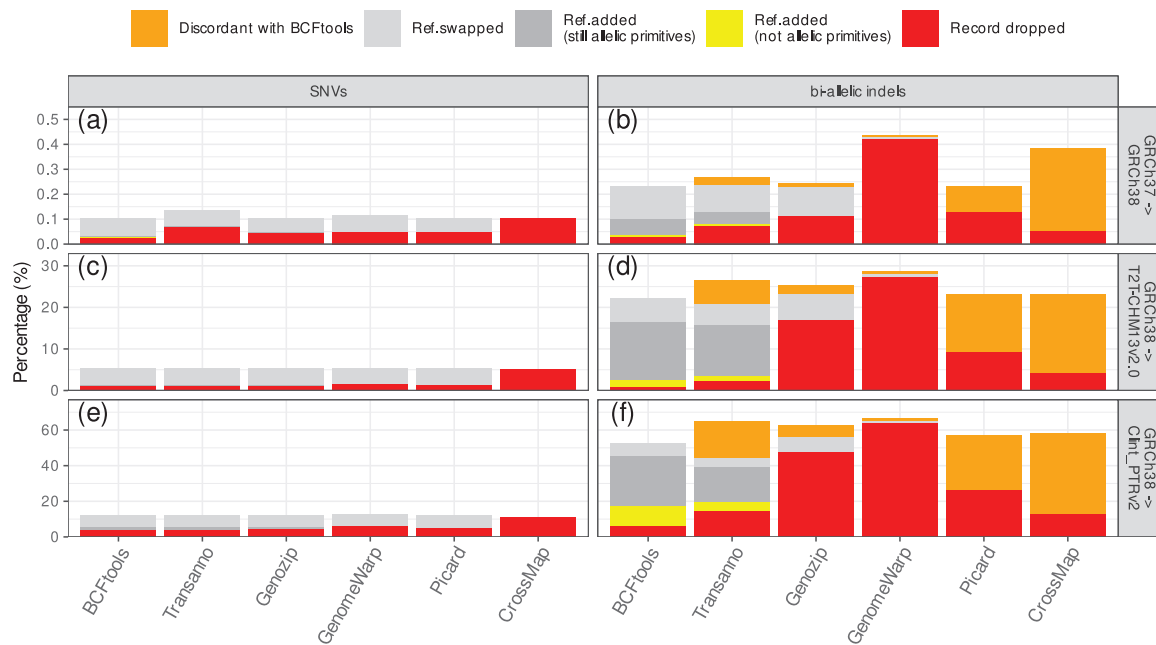 Discordant with BCFtools
Ref.swapped
Ref.added
(still allelic primitives)
Ref.added
(not allelic primitives)
Record dropped
SNVs
bi-allelic indels
(a)
(b)
0.5
0.4
0.3
0.2
0.1
0.0
GRCh37 ->
GRCh38
(c)
(d)
30
20
10
0
GRCh38 ->
T2T-CHM13v2.0
(e)
(f)
60
40
20
0
GRCh38 ->
Clint_PTRv2
Percentage (%)
BCFtools
Transanno
Genozip
GenomeWarp
Picard
CrossMap
BCFtools
Transanno
Genozip
GenomeWarp
Picard
CrossMap